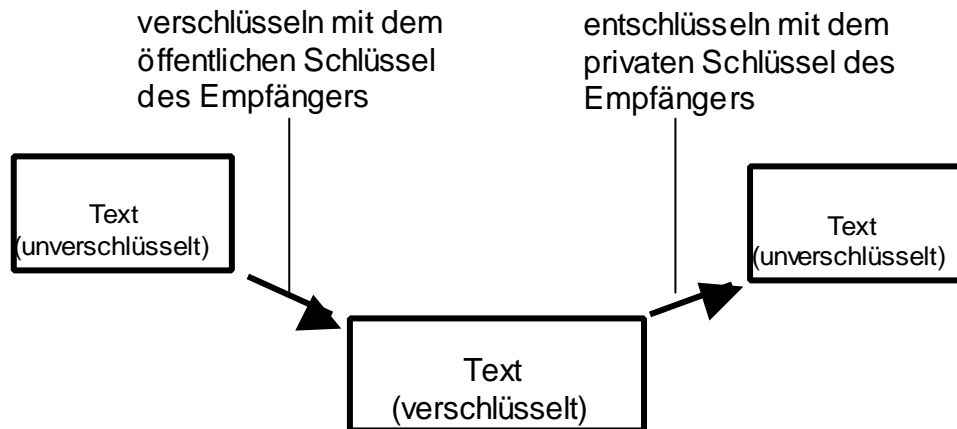 verschlüsseln mit dem
öffentlichen Schlüssel
des Empfängers
entschlüsseln mit dem
privaten Schlüssel des
Empfängers
Text
(unverschlüsselt)
Text
(unverschlüsselt)
Text
(verschlüsselt)